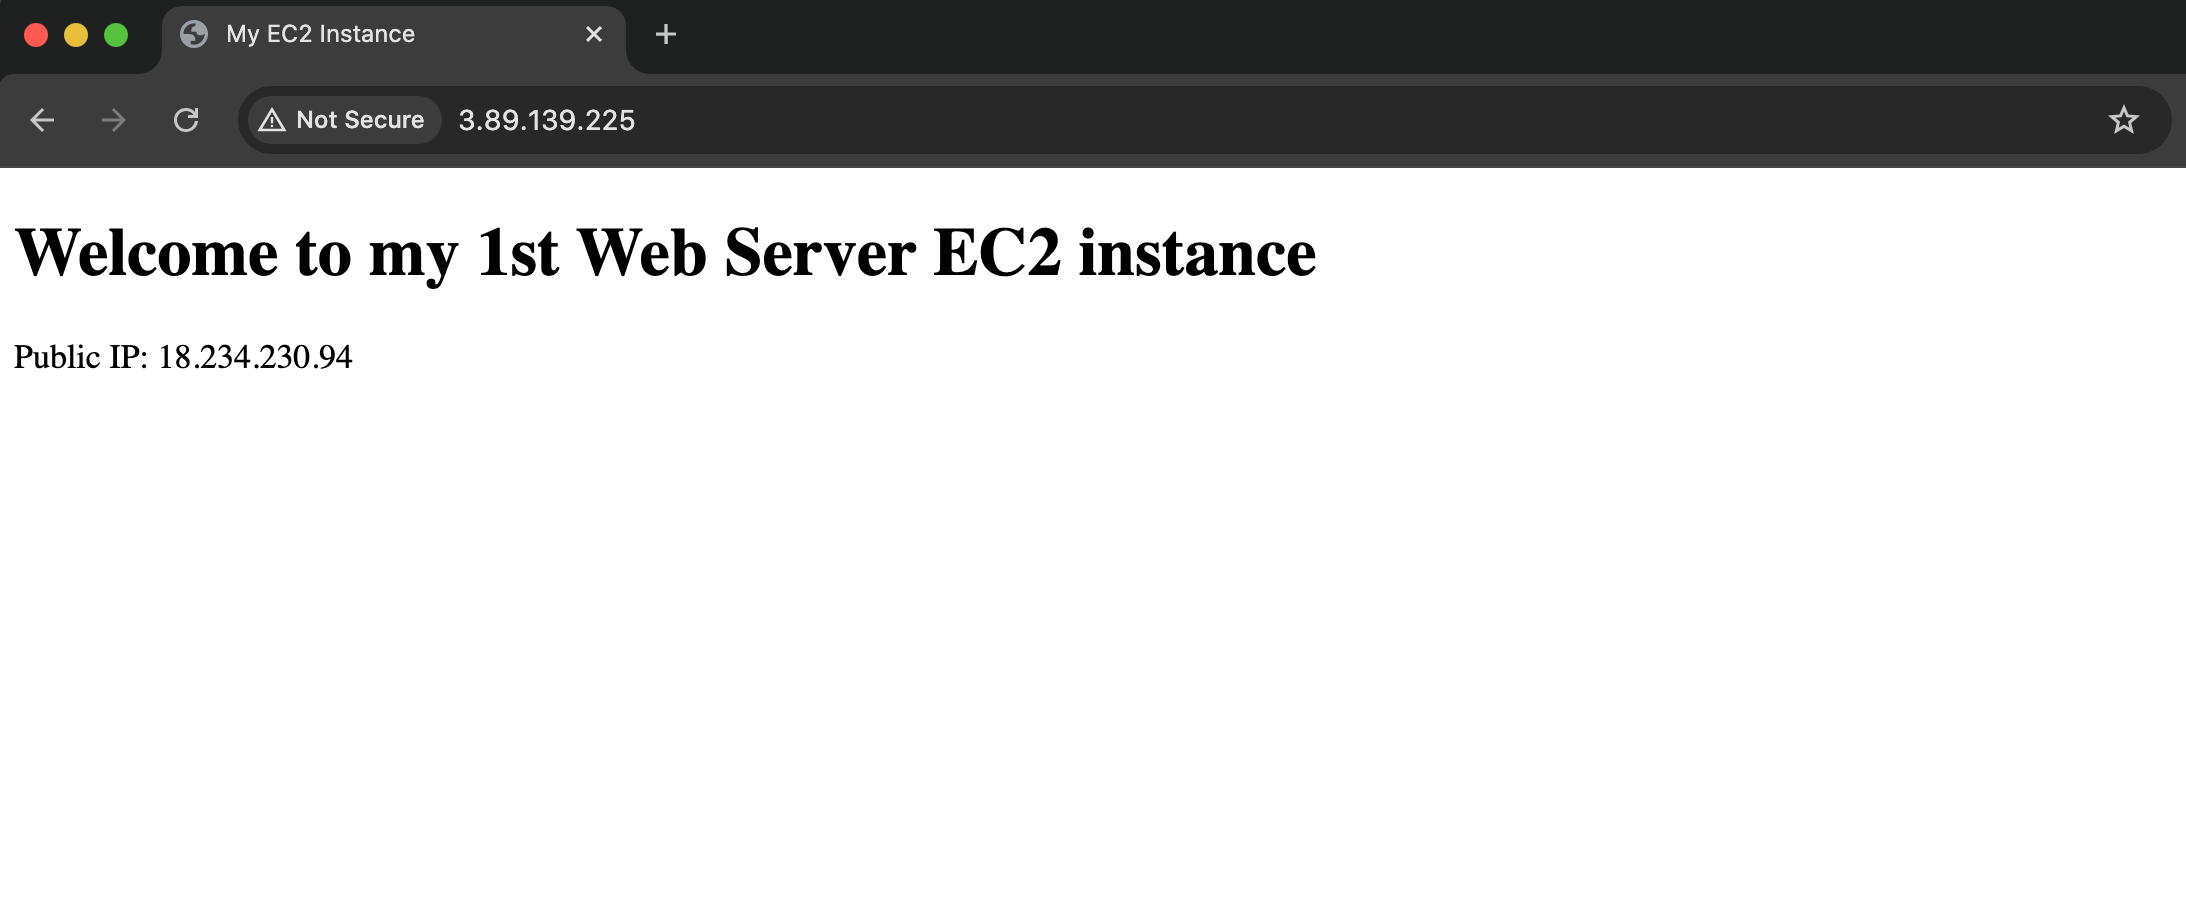 My EC2 Instance
Not Secure 3.89.139.225
Welcome to my 1st Web Server EC2 instance
Public IP: 18.234.230.94